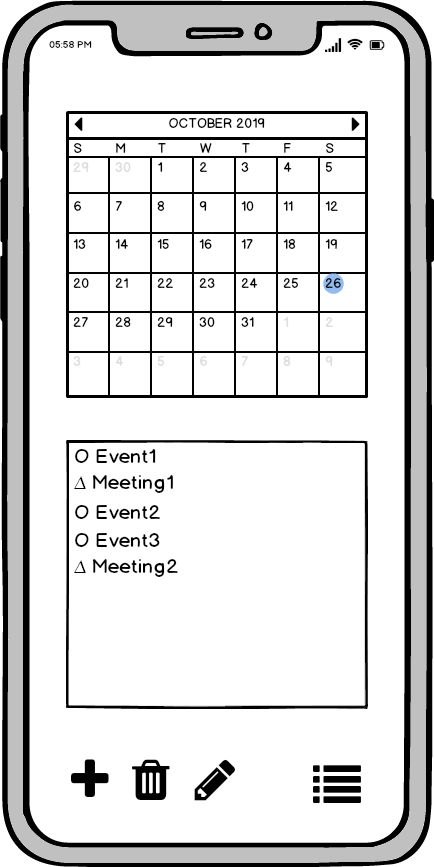 05:58 PM
OCTOBER 2019
S M T W T F S
29 30 1 2 3 4 5
6 7 8 9 10 11 12
13 14 15 16 17 18 19
20 21 22 23 24 25 26
27 28 29 30 31 1 2
3 4 5 6 7 8 9
O Event1
Δ Meeting1
O Event2
O Event3
Δ Meeting2